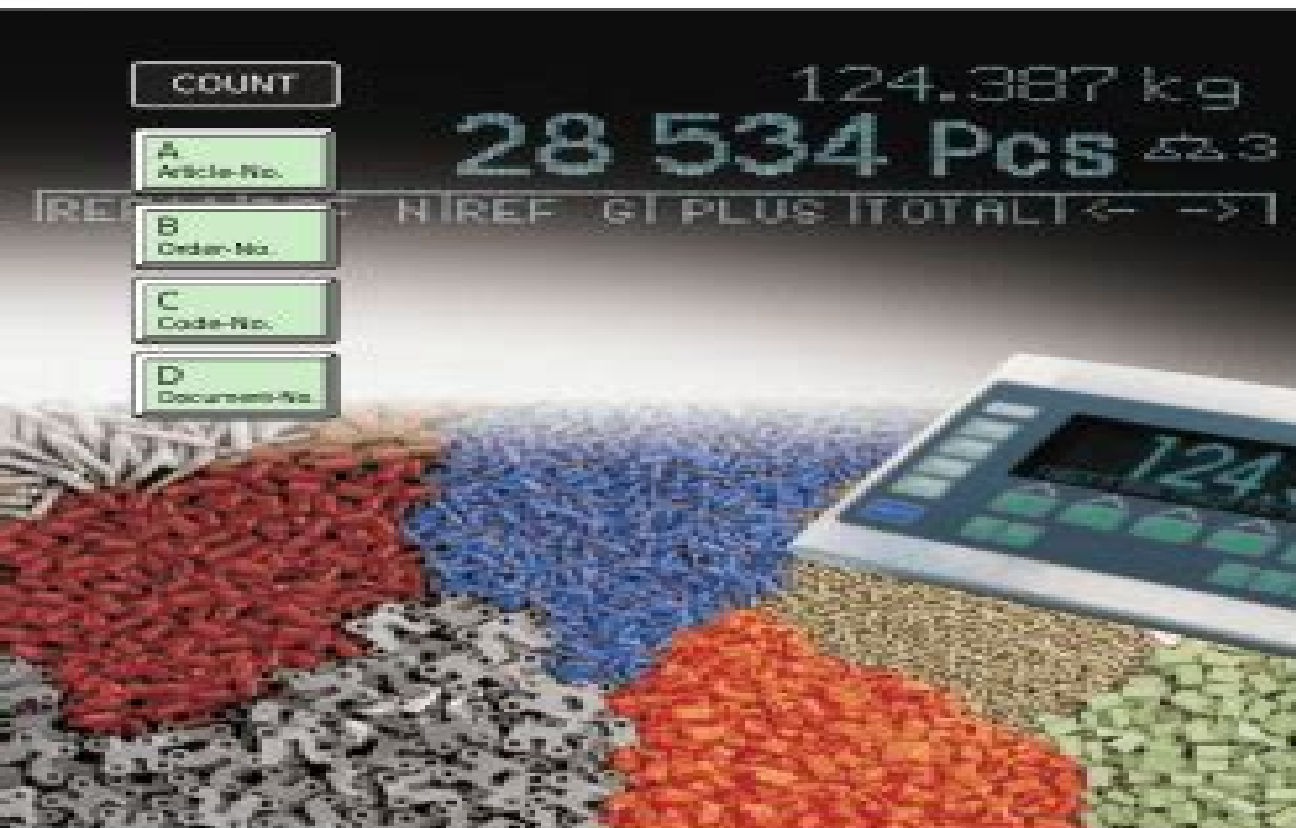 COUNT
124.387 kg
28 534 Pcs 3
A
Article-No.
N REF G PLUS TOTAL <- ->
B
Order-No.
C
Code-No.
D
Document-No.
124.